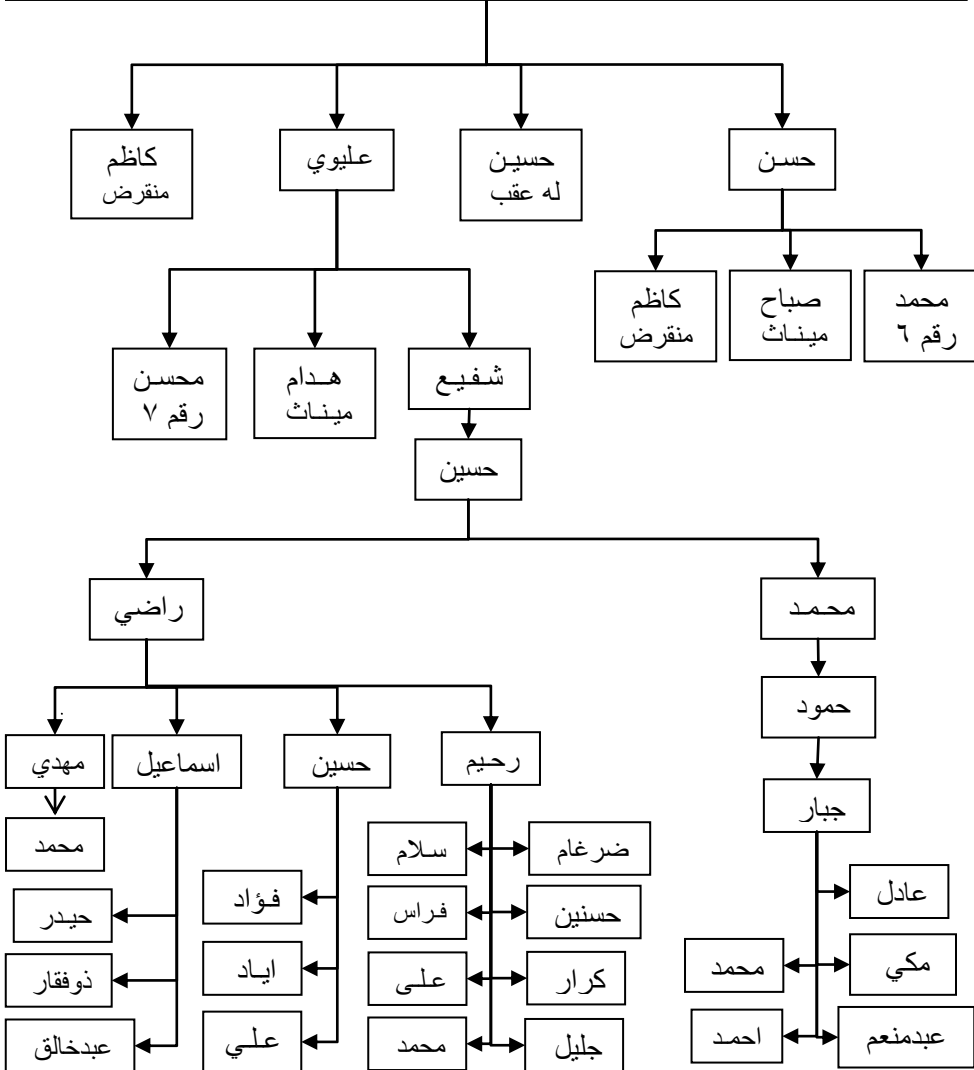 حسن
حسين
له عقب
عليوي
كاظم
منقرض
محمد
رقم ٦
صباح
ميناث
كاظم
منقرض
شفيع
هدام
ميناث
محسن
رقم ٧
حسين
محمد
راضي
حمود
رحيم
حسين
اسماعيل
مهدي
جبار
محمد
ضرغام
سلام
عادل
فؤاد
حيدر
حسنين
فراس
مكي
محمد
كرار
على
اياد
ذوفقار
عبدمنعم
احمد
جليل
محمد
علي
عبدخالق